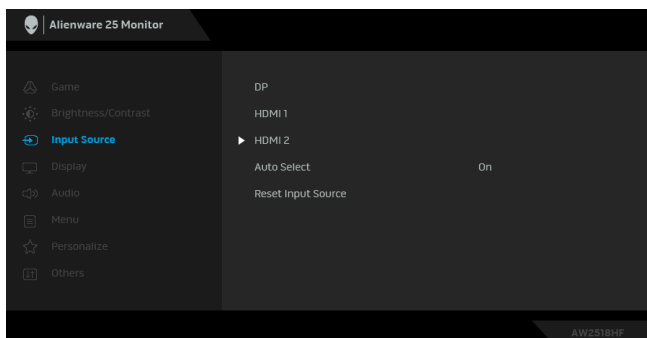 Alienware 25 Monitor
Game
DP
Brightness/Contrast
HDMI 1
Input Source
HDMI 2
Display
Auto Select On
Audio
Reset Input Source
Menu
Personalize
Others
AW2518HF